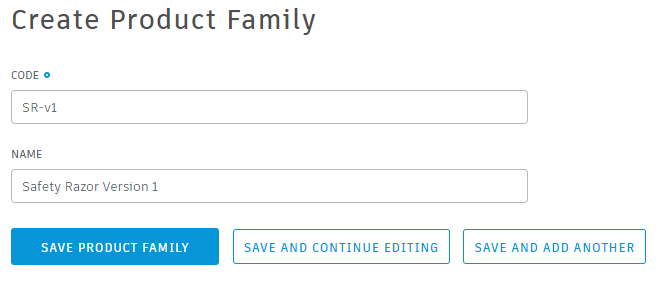 Create Product Family
CODE
SR-v1
NAME
Safety Razor Version 1
SAVE PRODUCT FAMILY SAVE AND CONTINUE EDITING SAVE AND ADD ANOTHER